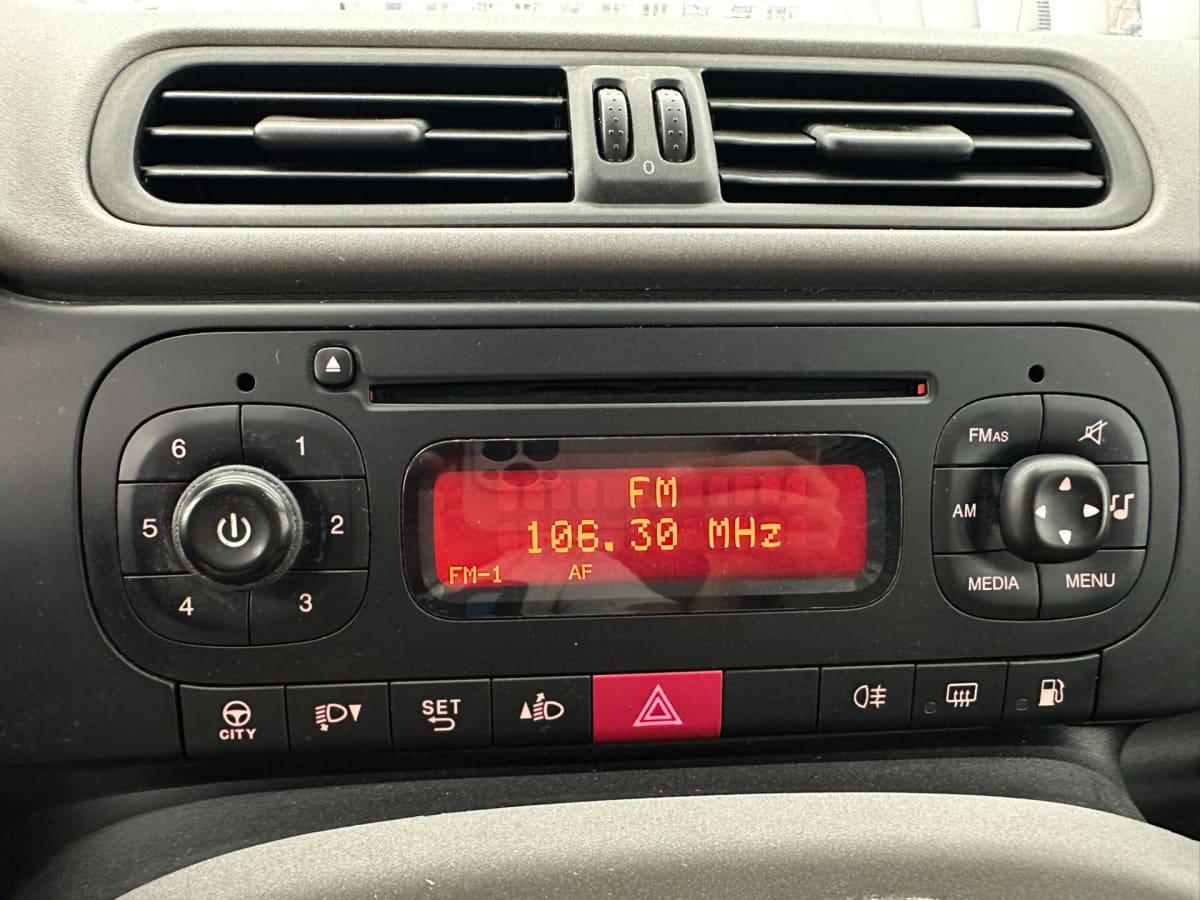 0
6 1
5 2
4 3
FM
106.30 MHz
FM-1 AF
FMAS
AM
MEDIA MENU
CITY
SET